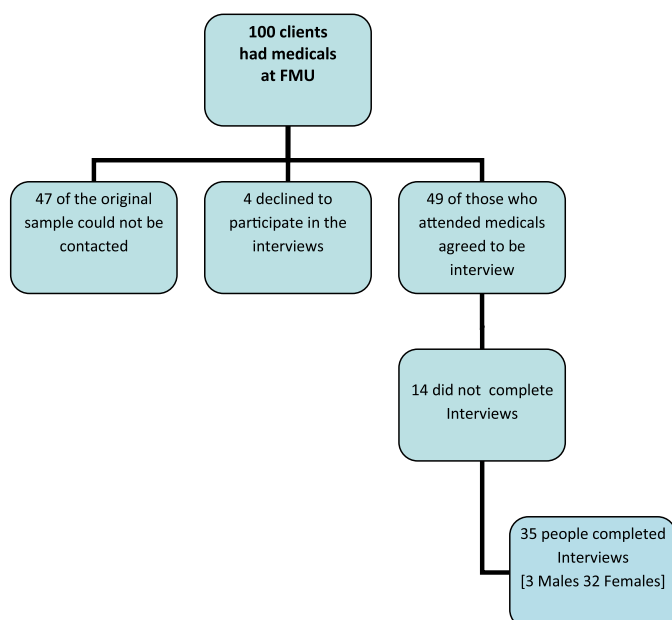 100 clients
had medicals
at FMU
47 of the original
sample could not be
contacted
4 declined to
participate in the
interviews
49 of those who
attended medicals
agreed to be
interview
14 did not complete
Interviews
35 people completed
Interviews
[3 Males 32 Females]